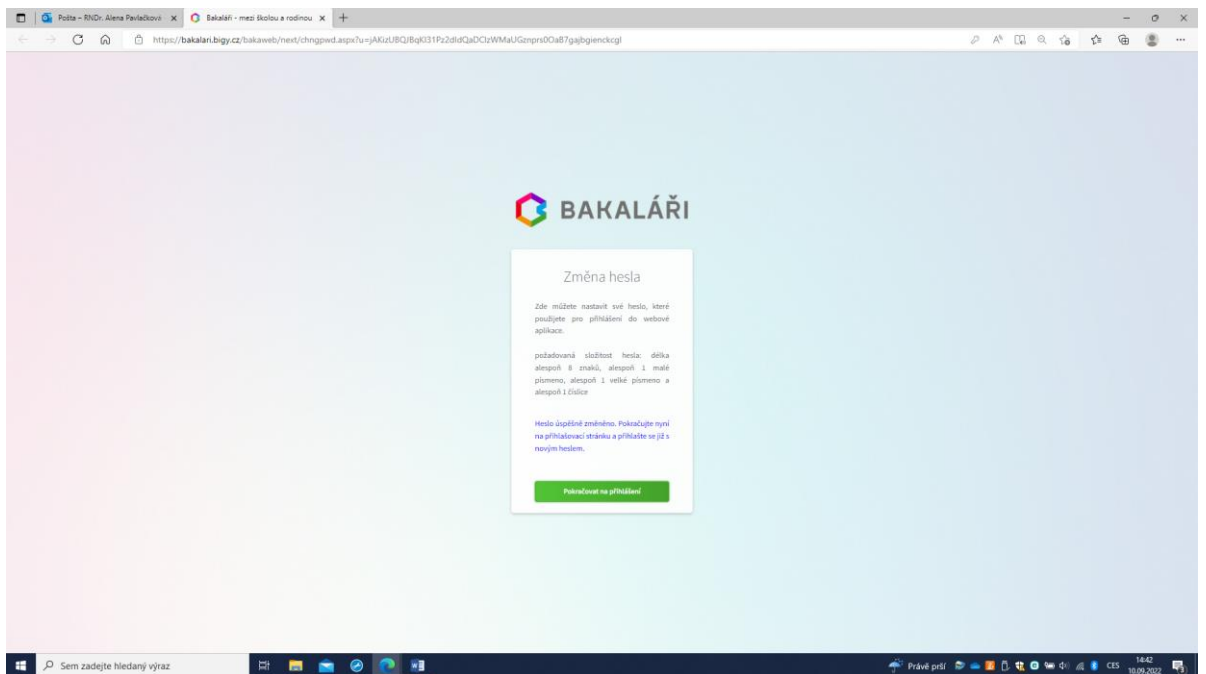 Pošta – RNDr. Alena Pavlačková
Bakaláři - mezi školou a rodinou
https://bakalari.bigy.cz/bakaweb/next/chngpwd.aspx?u=
BAKALÁŘI
Změna hesla
Zde můžete nastavit své heslo, které
použijete pro přihlášení do webové
aplikace.
požadovaná složitost hesla: délka
alespoň 8 znaků, alespoň 1 malé
písmeno, alespoň 1 velké písmeno a
alespoň 1 číslice
Heslo úspěšně změněno. Pokračujte nyní
na přihlašovací stránku a přihlašte se již s
novým heslem.
Pokračovat na přihlášení
Sem zadejte hledaný výraz
Právě prší
CES
14:42
10.09.2022